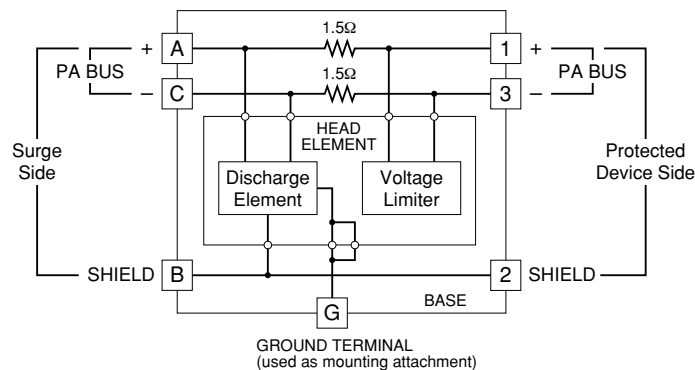 1.5Ω
+ A 1 +
PA BUS PA BUS
1.5Ω
− C 3 −
HEAD
ELEMENT
Surge
Side
Discharge
Element
Voltage
Limiter
Protected
Device Side
SHIELD B 2 SHIELD
G BASE
GROUND TERMINAL
(used as mounting attachment)